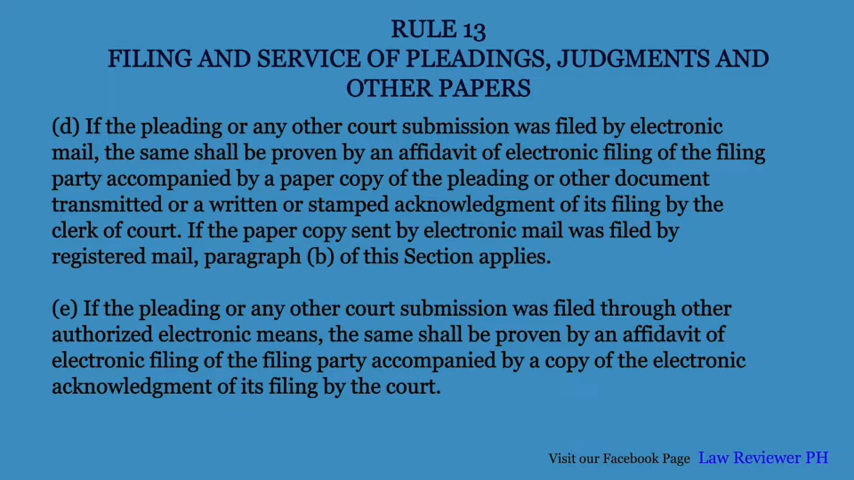 RULE 13
FILING AND SERVICE OF PLEADINGS, JUDGMENTS AND
OTHER PAPERS
(d) If the pleading or any other court submission was filed by electronic
mail, the same shall be proven by an affidavit of electronic filing of the filing
party accompanied by a paper copy of the pleading or other document
transmitted or a written or stamped acknowledgment of its filing by the
clerk of court. If the paper copy sent by electronic mail was filed by
registered mail, paragraph (b) of this Section applies.
(e) If the pleading or any other court submission was filed through other
authorized electronic means, the same shall be proven by an affidavit of
electronic filing of the filing party accompanied by a copy of the electronic
acknowledgment of its filing by the court.
Visit our Facebook Page Law Reviewer PH